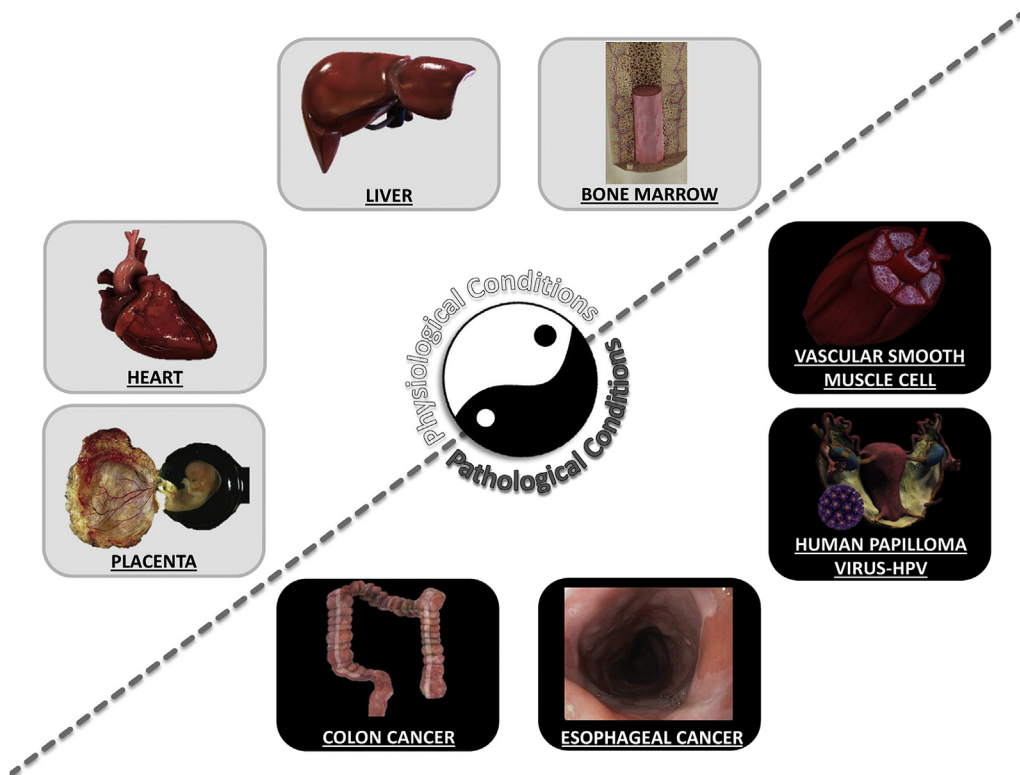 LIVER
BONE MARROW
HEART
Physiological Conditions
VASCULAR SMOOTH
MUSCLE CELL
PLACENTA
Pathological Conditions
HUMAN PAPILLOMA
VIRUS-HPV
COLON CANCER
ESOPHAGEAL CANCER